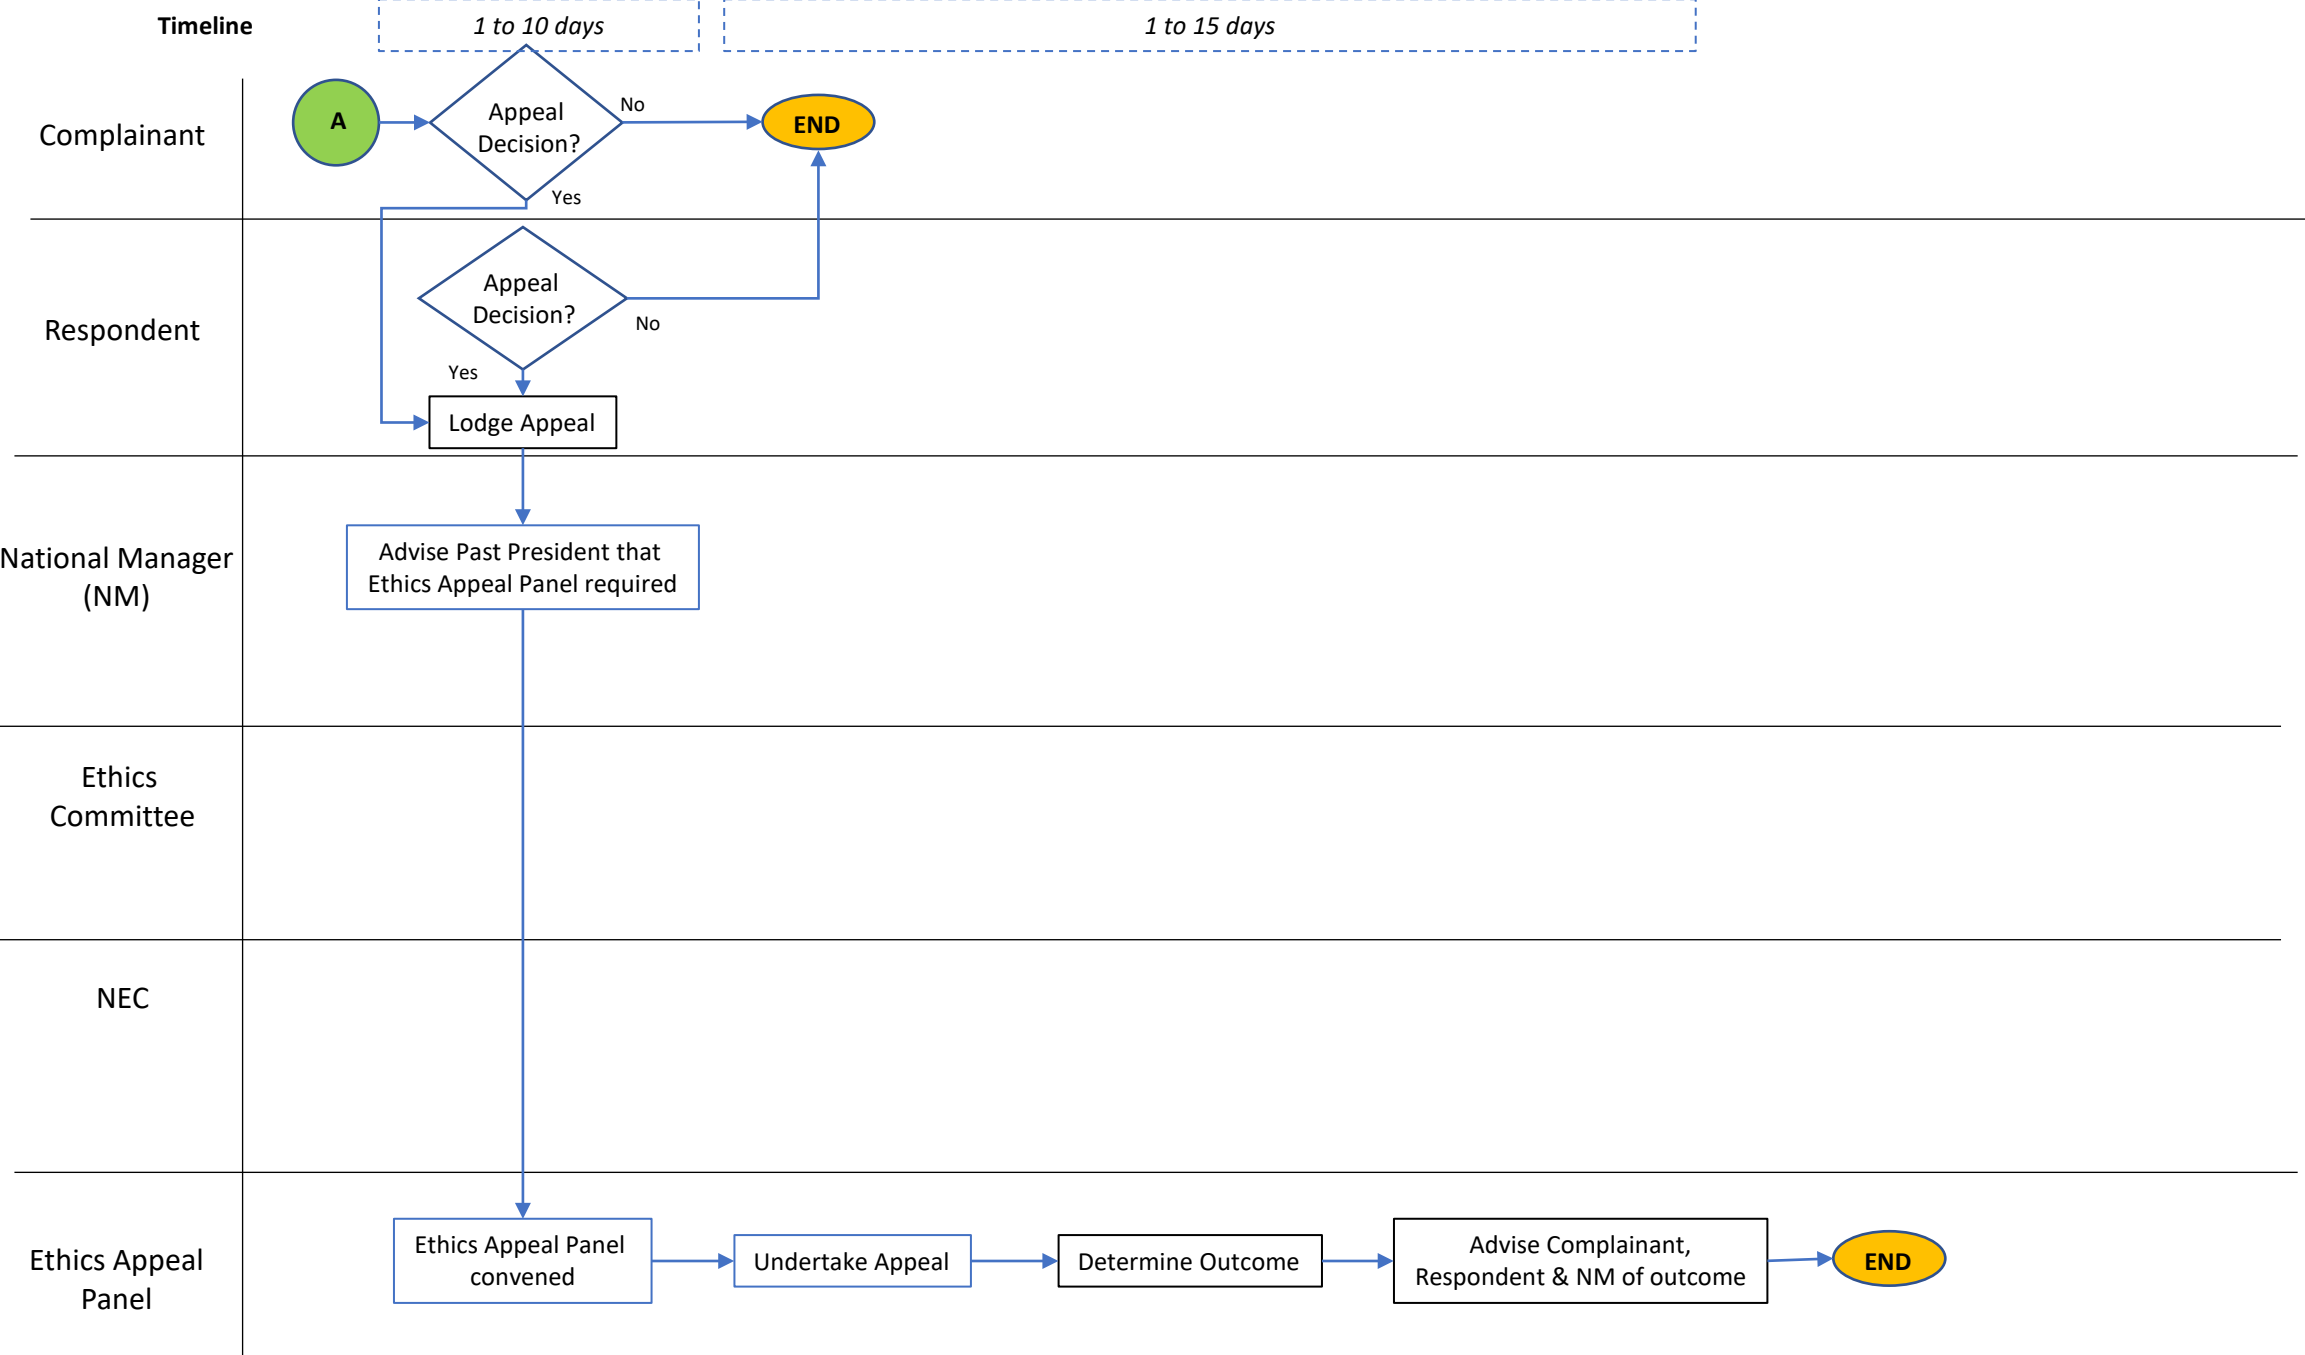 Timeline
1 to 10 days
1 to 15 days
Complainant
A
Appeal
Decision?
No
END
Yes
Respondent
Appeal
Decision?
No
Yes
Lodge Appeal
National Manager
(NM)
Advise Past President that
Ethics Appeal Panel required
Ethics
Committee
NEC
Ethics Appeal
Panel
Ethics Appeal Panel
convened
Undertake Appeal
Determine Outcome
Advise Complainant,
Respondent & NM of outcome
END